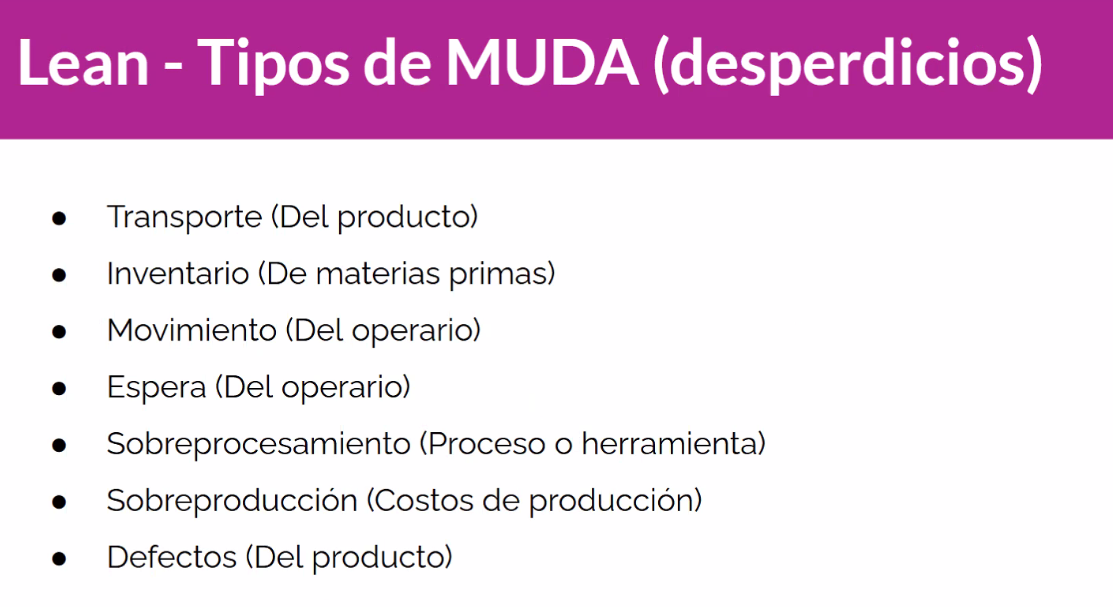 Lean - Tipos de MUDA (desperdicios)
● Transporte (Del producto)
● Inventario (De materias primas)
● Movimiento (Del operario)
● Espera (Del operario)
● Sobreprocesamiento (Proceso o herramienta)
● Sobreproducción (Costos de producción)
● Defectos (Del producto)